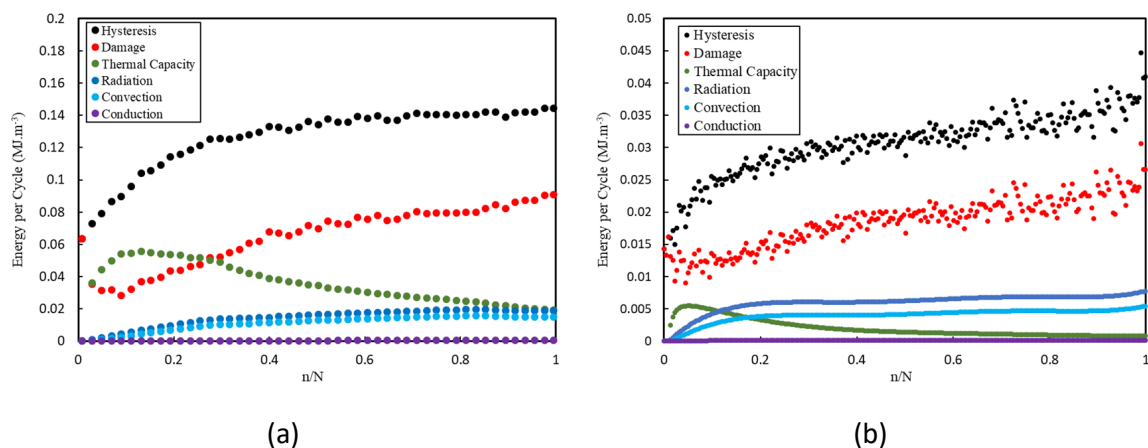 0.2
0.18
0.16
0.14
0.12
0.1
0.08
0.06
0.04
0.02
0
Energy per Cycle (MJ.m⁻³)
Hysteresis
Damage
Thermal Capacity
Radiation
Convection
Conduction
0 0.2 0.4 0.6 0.8 1
n/N
(a)
0.05
0.045
0.04
0.035
0.03
0.025
0.02
0.015
0.01
0.005
0
Energy per Cycle (MJ.m⁻³)
Hysteresis
Damage
Thermal Capacity
Radiation
Convection
Conduction
0 0.2 0.4 0.6 0.8 1
n/N
(b)